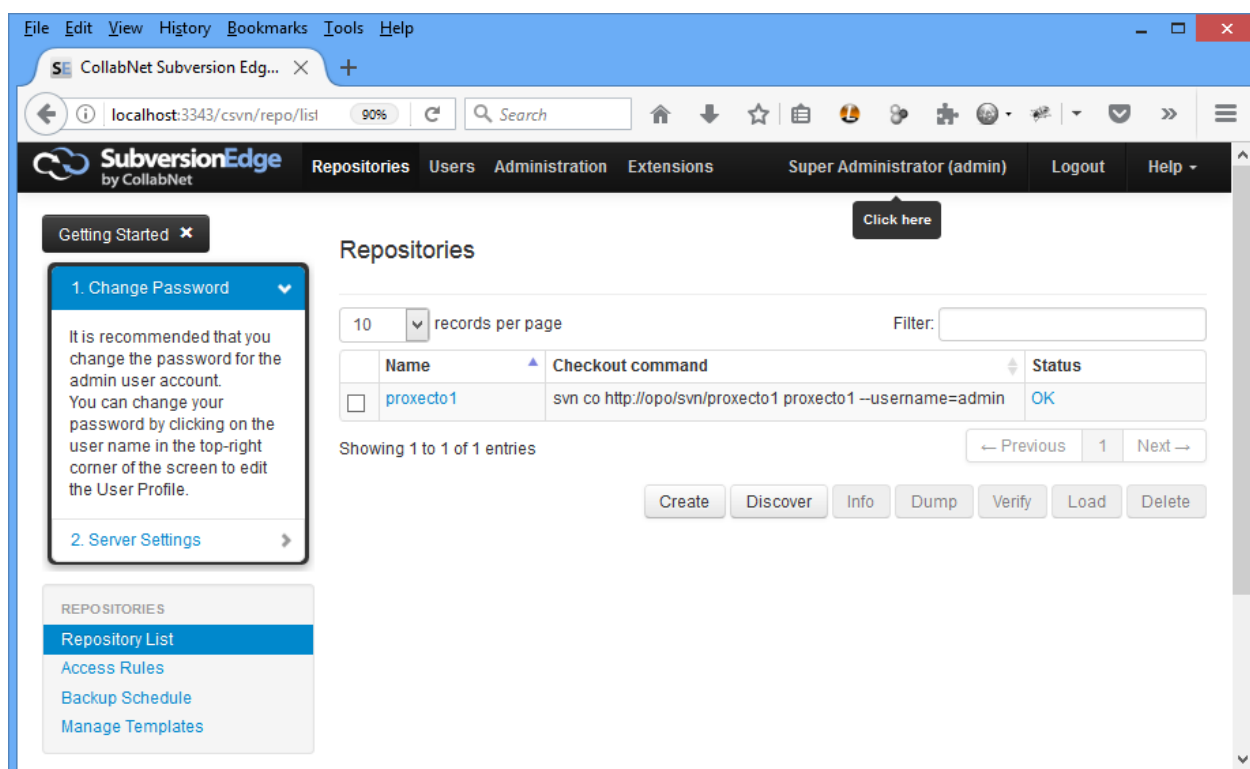 File Edit View History Bookmarks Tools Help
SE CollabNet Subversion Edg...
localhost:3343/csvn/repo/list 90% Search
SubversionEdge
by CollabNet
Repositories Users Administration Extensions Super Administrator (admin) Logout Help
Click here
Getting Started ×
1. Change Password
It is recommended that you
change the password for the
admin user account.
You can change your
password by clicking on the
user name in the top-right
corner of the screen to edit
the User Profile.
2. Server Settings
REPOSITORIES
Repository List
Access Rules
Backup Schedule
Manage Templates
Repositories
10 records per page Filter:
Name Checkout command Status
proxecto1 svn co http://opo/svn/proxecto1 proxecto1 --username=admin OK
Showing 1 to 1 of 1 entries
← Previous 1 Next →
Create Discover Info Dump Verify Load Delete